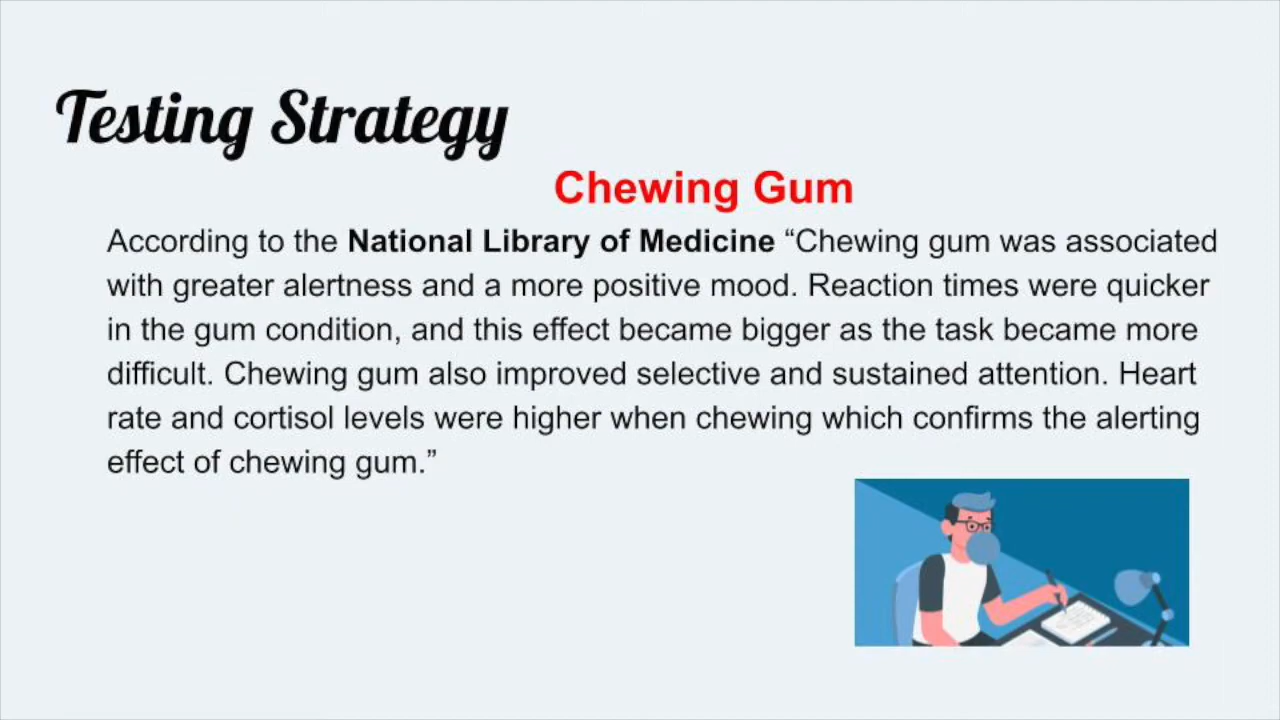 Testing Strategy
Chewing Gum
According to the National Library of Medicine “Chewing gum was associated
with greater alertness and a more positive mood. Reaction times were quicker
in the gum condition, and this effect became bigger as the task became more
difficult. Chewing gum also improved selective and sustained attention. Heart
rate and cortisol levels were higher when chewing which confirms the alerting
effect of chewing gum.”